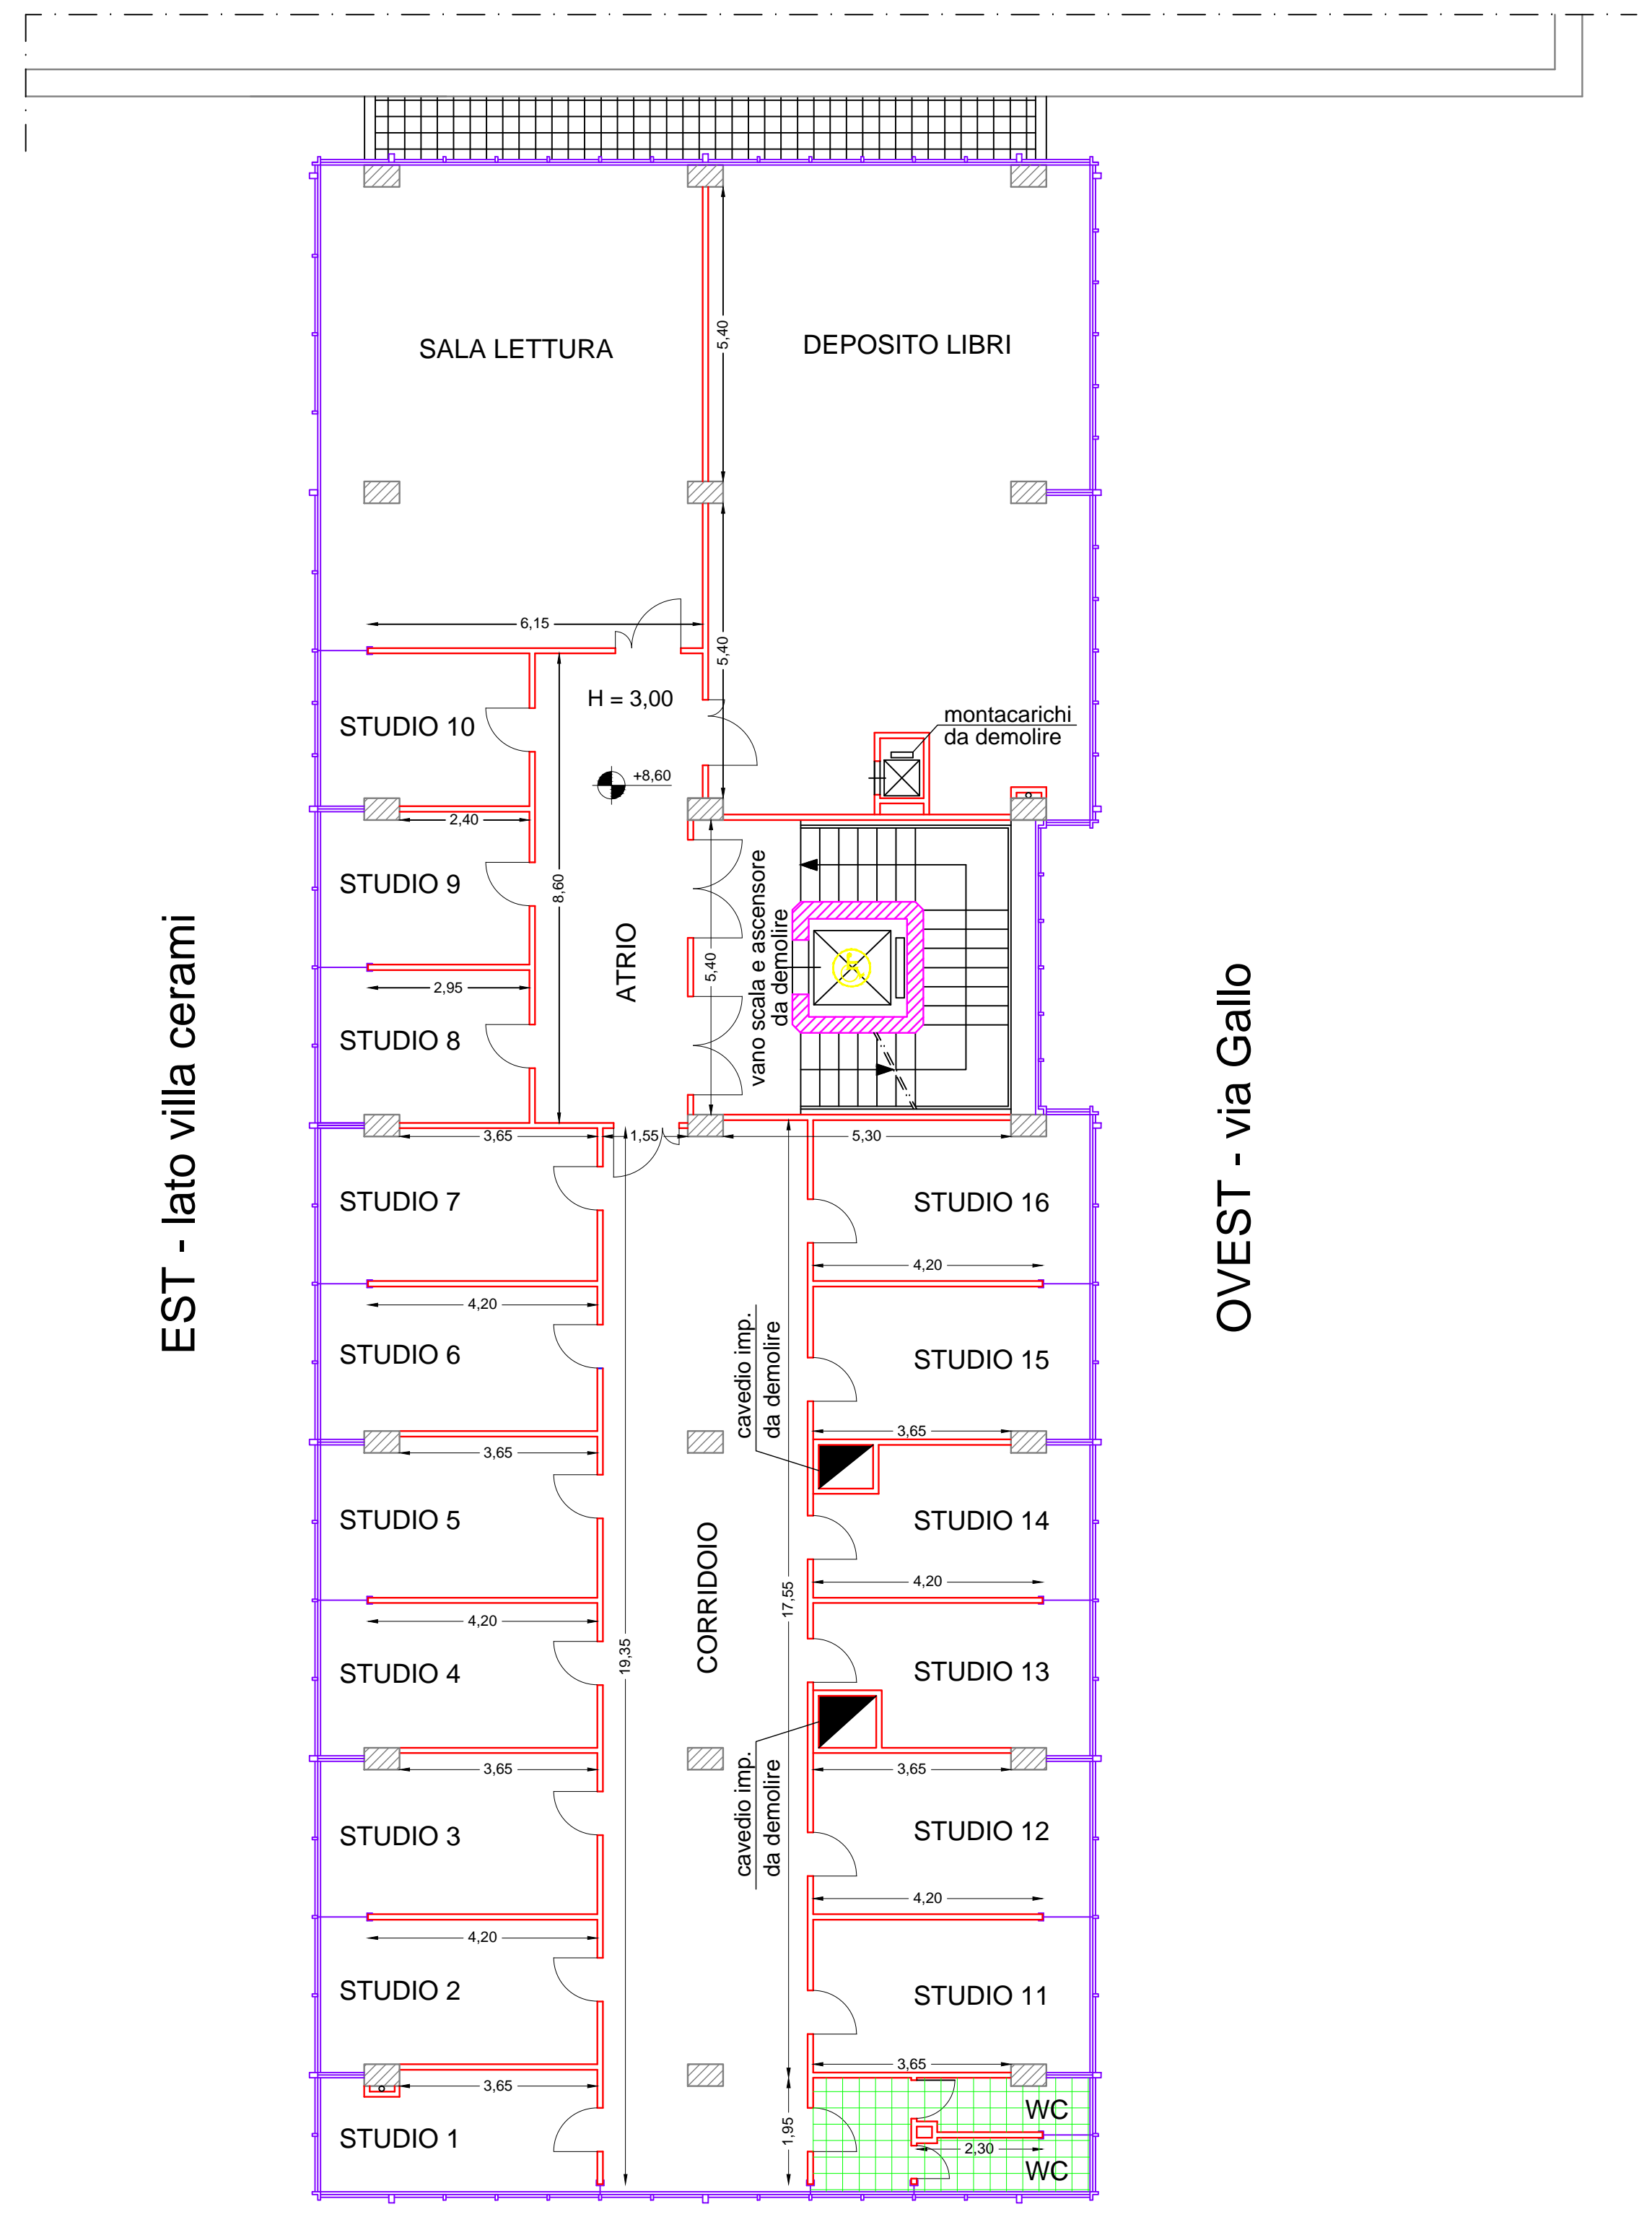 SALA LETTURA
DEPOSITO LIBRI
5,40
6,15
5,40
H = 3,00
STUDIO 10
montacarichi
da demolire
+8,60
2,40
STUDIO 9
8,60
ATRIO
5,40
vano scala e ascensore
da demolire
2,95
STUDIO 8
EST - lato villa cerami
OVEST - via Gallo
3,65
1,55
5,30
STUDIO 7
STUDIO 16
4,20
4,20
STUDIO 6
STUDIO 15
cavedio imp.
da demolire
3,65
3,65
STUDIO 5
STUDIO 14
CORRIDOIO
17,55
19,35
4,20
4,20
STUDIO 4
STUDIO 13
cavedio imp.
da demolire
3,65
3,65
STUDIO 3
STUDIO 12
4,20
4,20
STUDIO 2
STUDIO 11
3,65
3,65
1,95
WC
STUDIO 1
2,30
WC